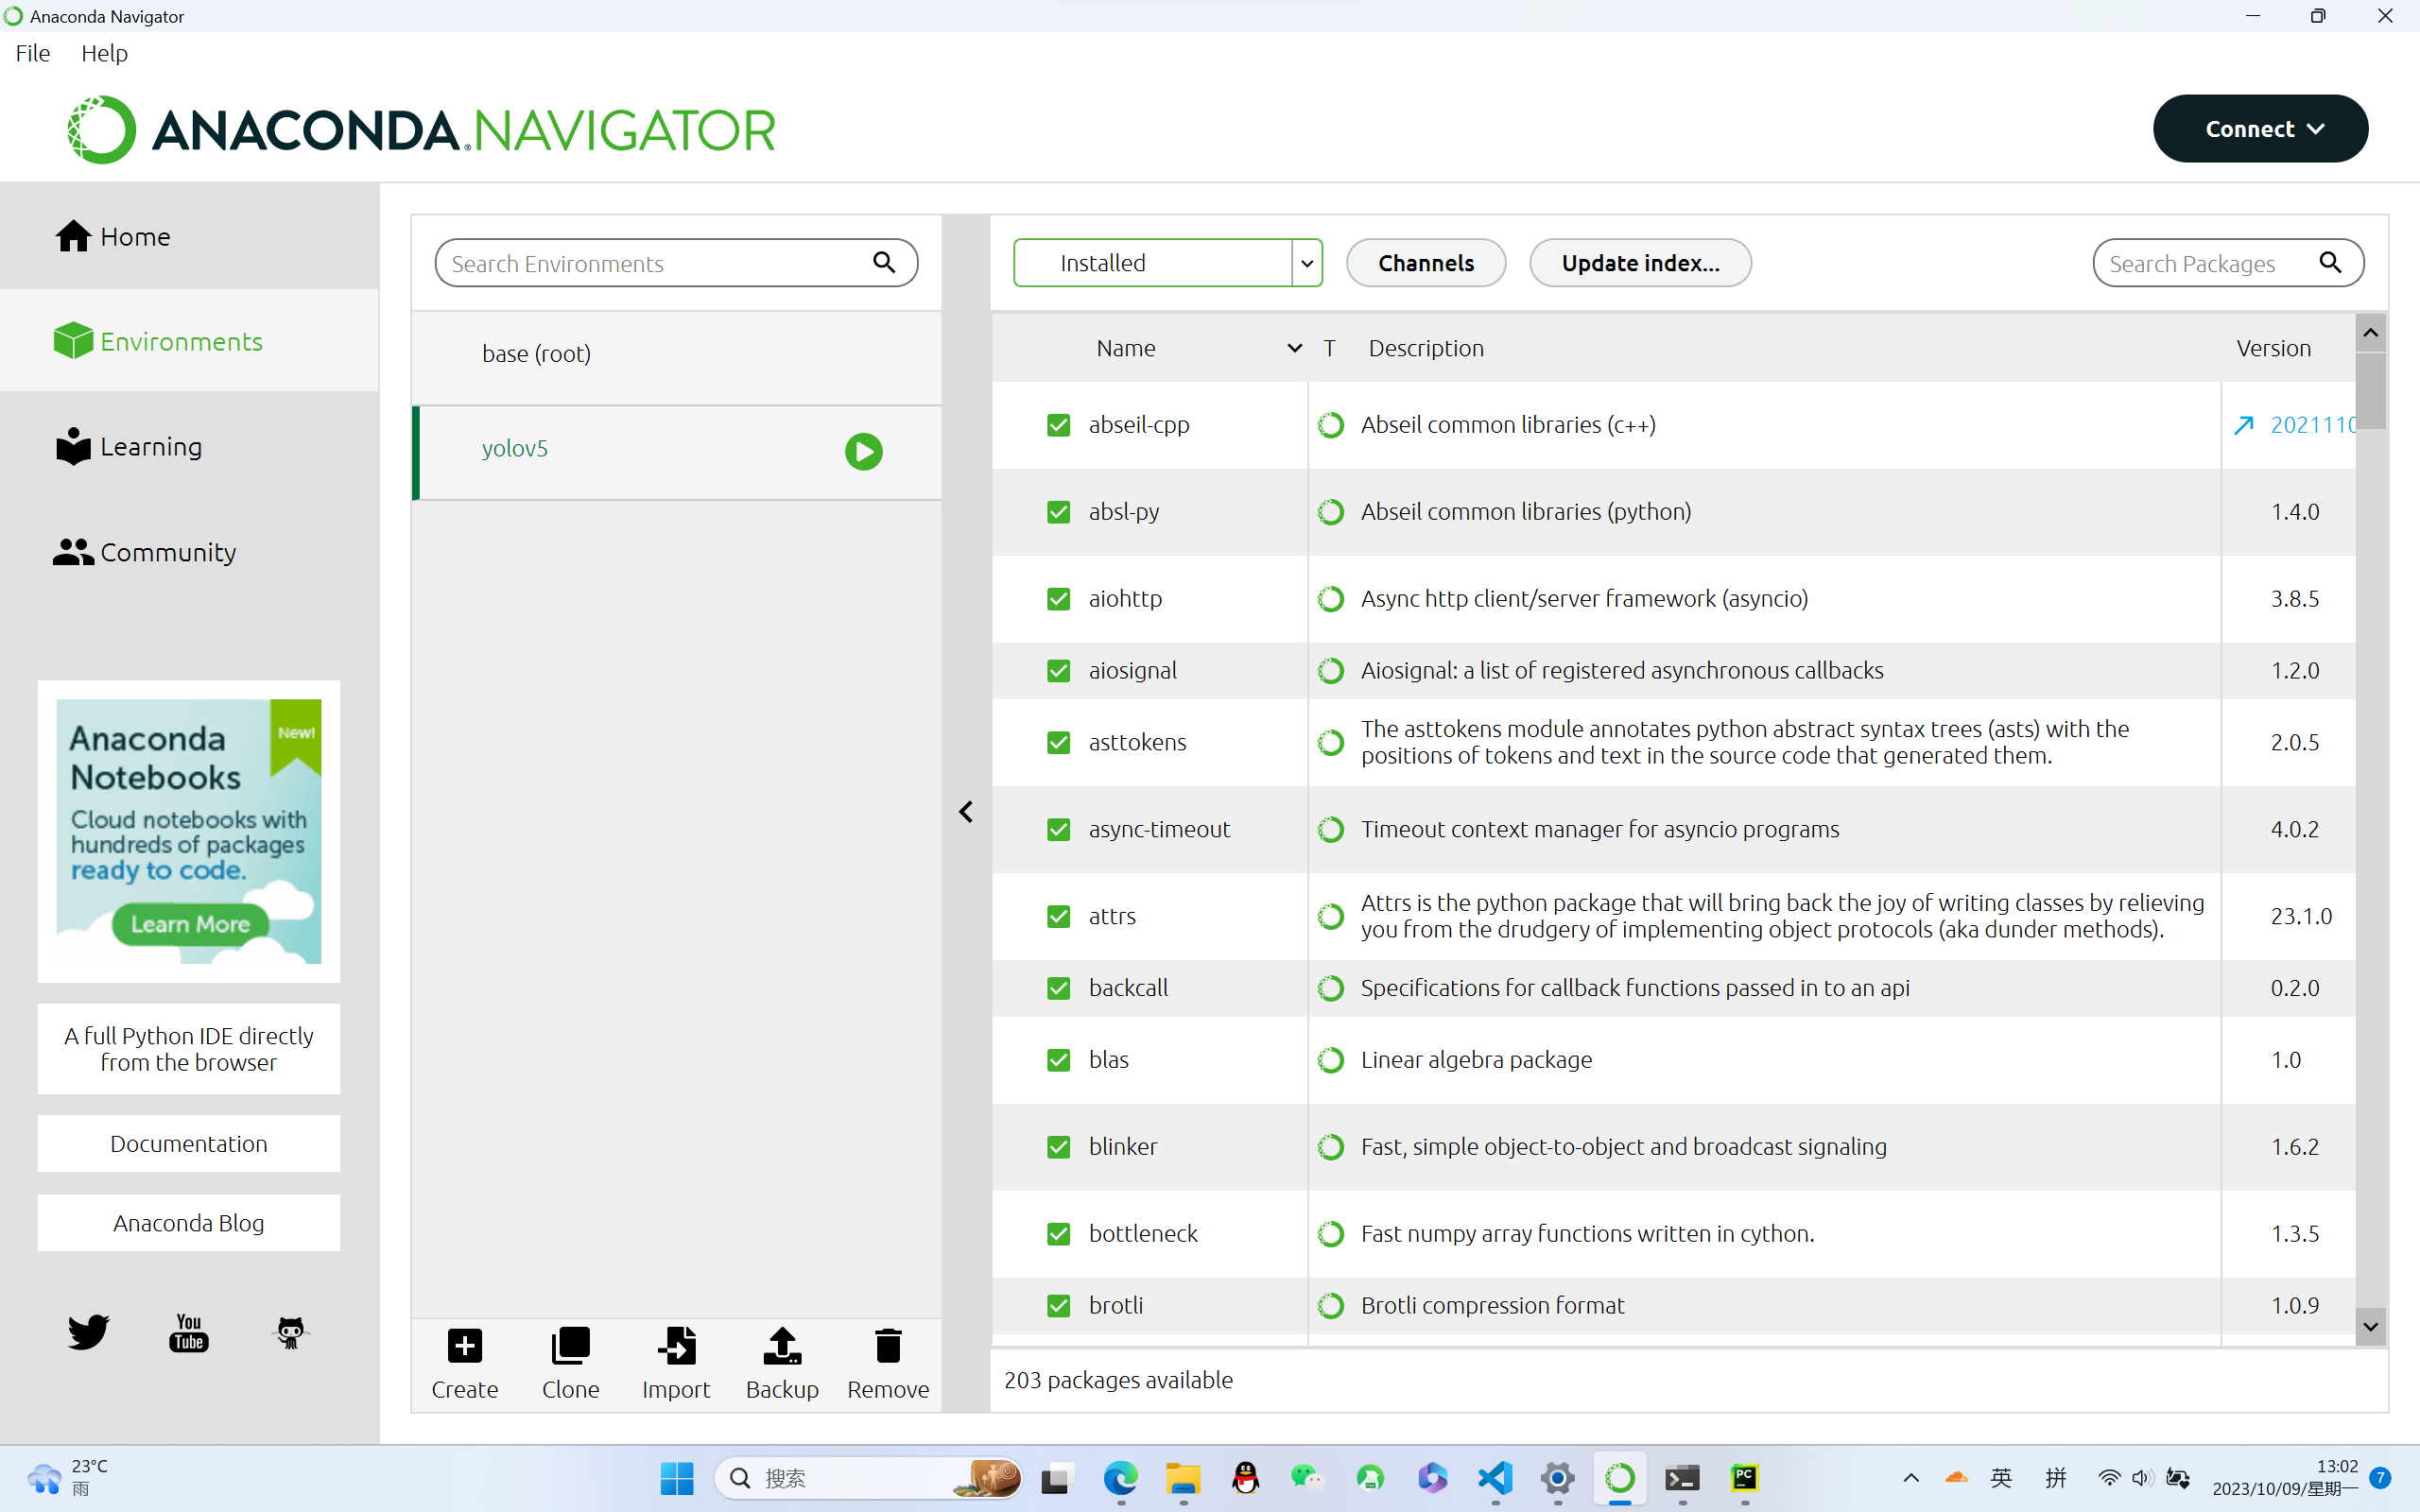 Anaconda Navigator
File Help
ANACONDA.NAVIGATOR
Connect
Home
Environments
Learning
Community
Anaconda
Notebooks
New!
Cloud notebooks with
hundreds of packages
ready to code.
Learn More
A full Python IDE directly
from the browser
Documentation
Anaconda Blog
You
Tube
Search Environments
base (root)
yolov5
Create Clone Import Backup Remove
Installed Channels Update index... Search Packages
Name T Description Version
abseil-cpp Abseil common libraries (c++) 2021110
absl-py Abseil common libraries (python) 1.4.0
aiohttp Async http client/server framework (asyncio) 3.8.5
aiosignal Aiosignal: a list of registered asynchronous callbacks 1.2.0
asttokens The asttokens module annotates python abstract syntax trees (asts) with the
positions of tokens and text in the source code that generated them. 2.0.5
async-timeout Timeout context manager for asyncio programs 4.0.2
attrs Attrs is the python package that will bring back the joy of writing classes by relieving
you from the drudgery of implementing object protocols (aka dunder methods). 23.1.0
backcall Specifications for callback functions passed in to an api 0.2.0
blas Linear algebra package 1.0
blinker Fast, simple object-to-object and broadcast signaling 1.6.2
bottleneck Fast numpy array functions written in cython. 1.3.5
brotli Brotli compression format 1.0.9
203 packages available
23°C
雨
搜索
PC
英 拼
13:02
2023/10/09/星期一
7